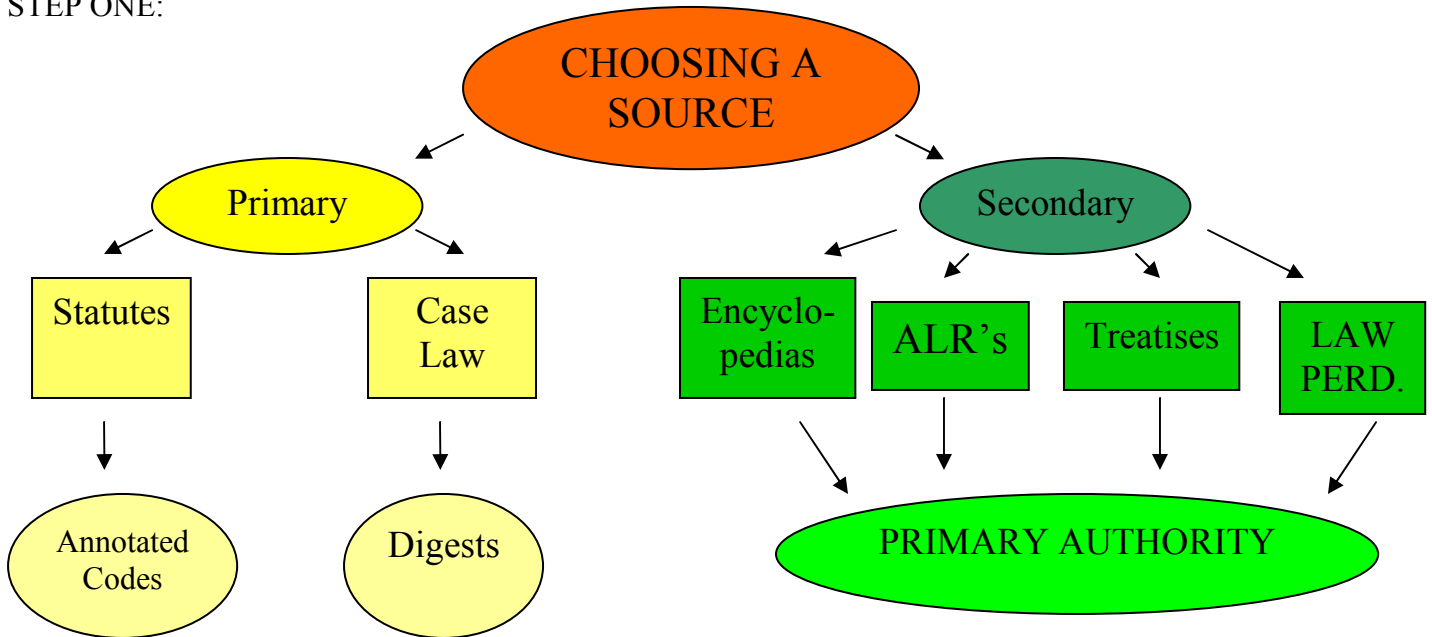 STEP ONE:
CHOOSING A
SOURCE
Primary
Secondary
Statutes
Case
Law
Encyclo-
pedias
ALR’s
Treatises
LAW
PERD.
Annotated
Codes
Digests
PRIMARY AUTHORITY